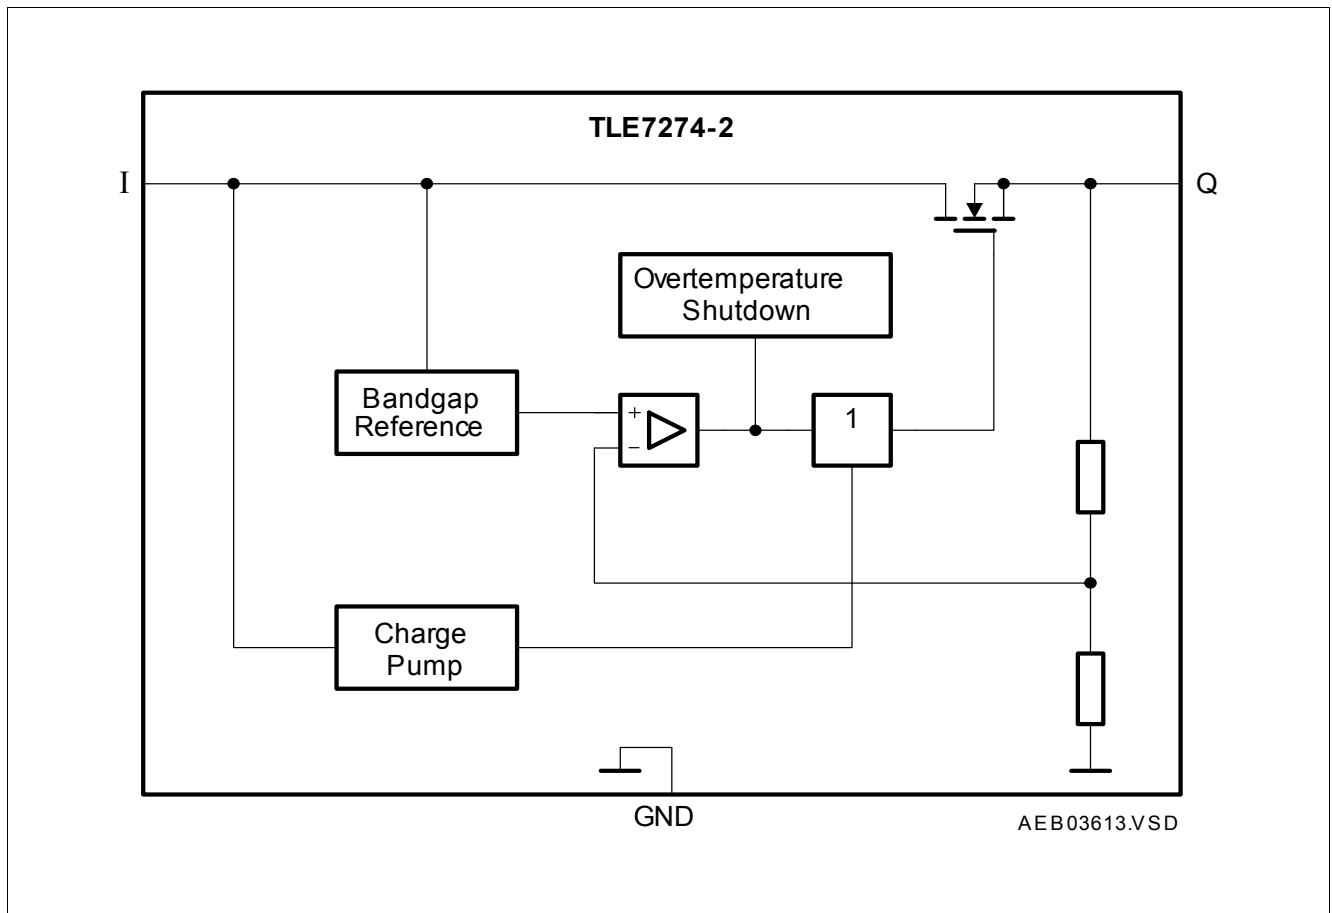 TLE7274-2
I
Q
Overtemperature
Shutdown
Bandgap
Reference
+
−
1
Charge
Pump
GND
AEB03613.VSD